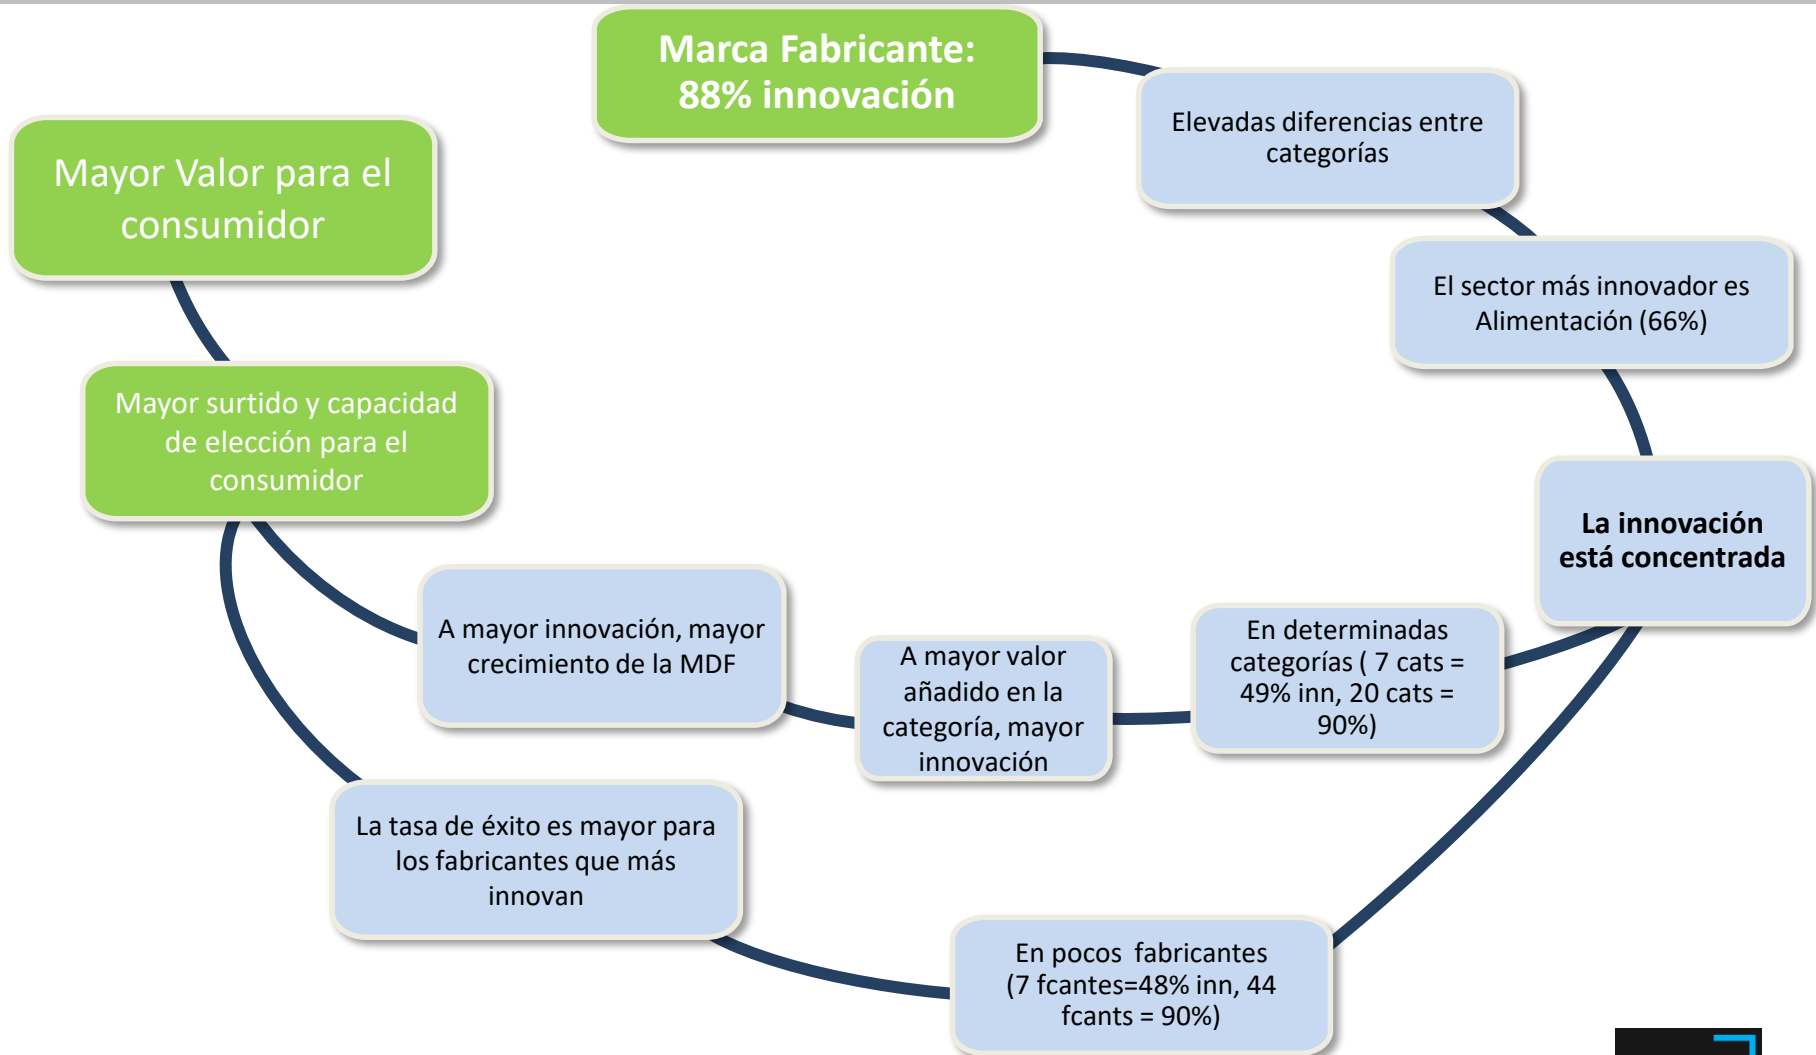 Marca Fabricante:
88% innovación
Elevadas diferencias entre
categorías
El sector más innovador es
Alimentación (66%)
La innovación
está concentrada
En determinadas
categorías ( 7 cats =
49% inn, 20 cats =
90%)
A mayor valor
añadido en la
categoría, mayor
innovación
A mayor innovación, mayor
crecimiento de la MDF
En pocos fabricantes
(7 fcantes=48% inn, 44
fcants = 90%)
La tasa de éxito es mayor para
los fabricantes que más
innovan
Mayor surtido y capacidad
de elección para el
consumidor
Mayor Valor para el
consumidor